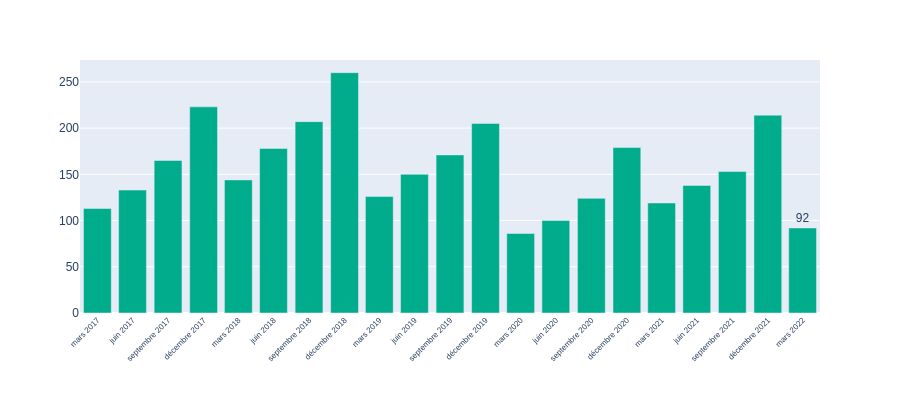 250
200
150
100
50
0
92
mars 2017
juin 2017
septembre 2017
décembre 2017
mars 2018
juin 2018
septembre 2018
décembre 2018
mars 2019
juin 2019
septembre 2019
décembre 2019
mars 2020
juin 2020
septembre 2020
décembre 2020
mars 2021
juin 2021
septembre 2021
décembre 2021
mars 2022